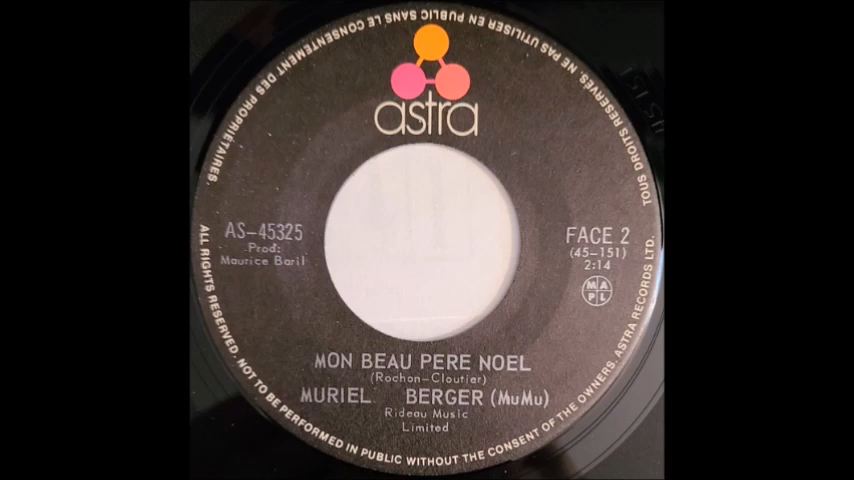 NE PAS UTILISER EN PUBLIC SANS LE CONSENTEMENT DES PROPRIÉTAIRES.
TOUS DROITS RESERVÉS.
astra
AS-45325
Prod:
Maurice Baril
FACE 2
(45-151)
2:14
M A
P L
MON BEAU PERE NOEL
(Rochon-Cloutier)
MURIEL BERGER (MuMu)
Rideau Music
Limited
ALL RIGHTS RESERVED. NOT TO BE PERFORMED IN PUBLIC WITHOUT THE CONSENT OF THE OWNERS. ASTRA RECORDS LTD.